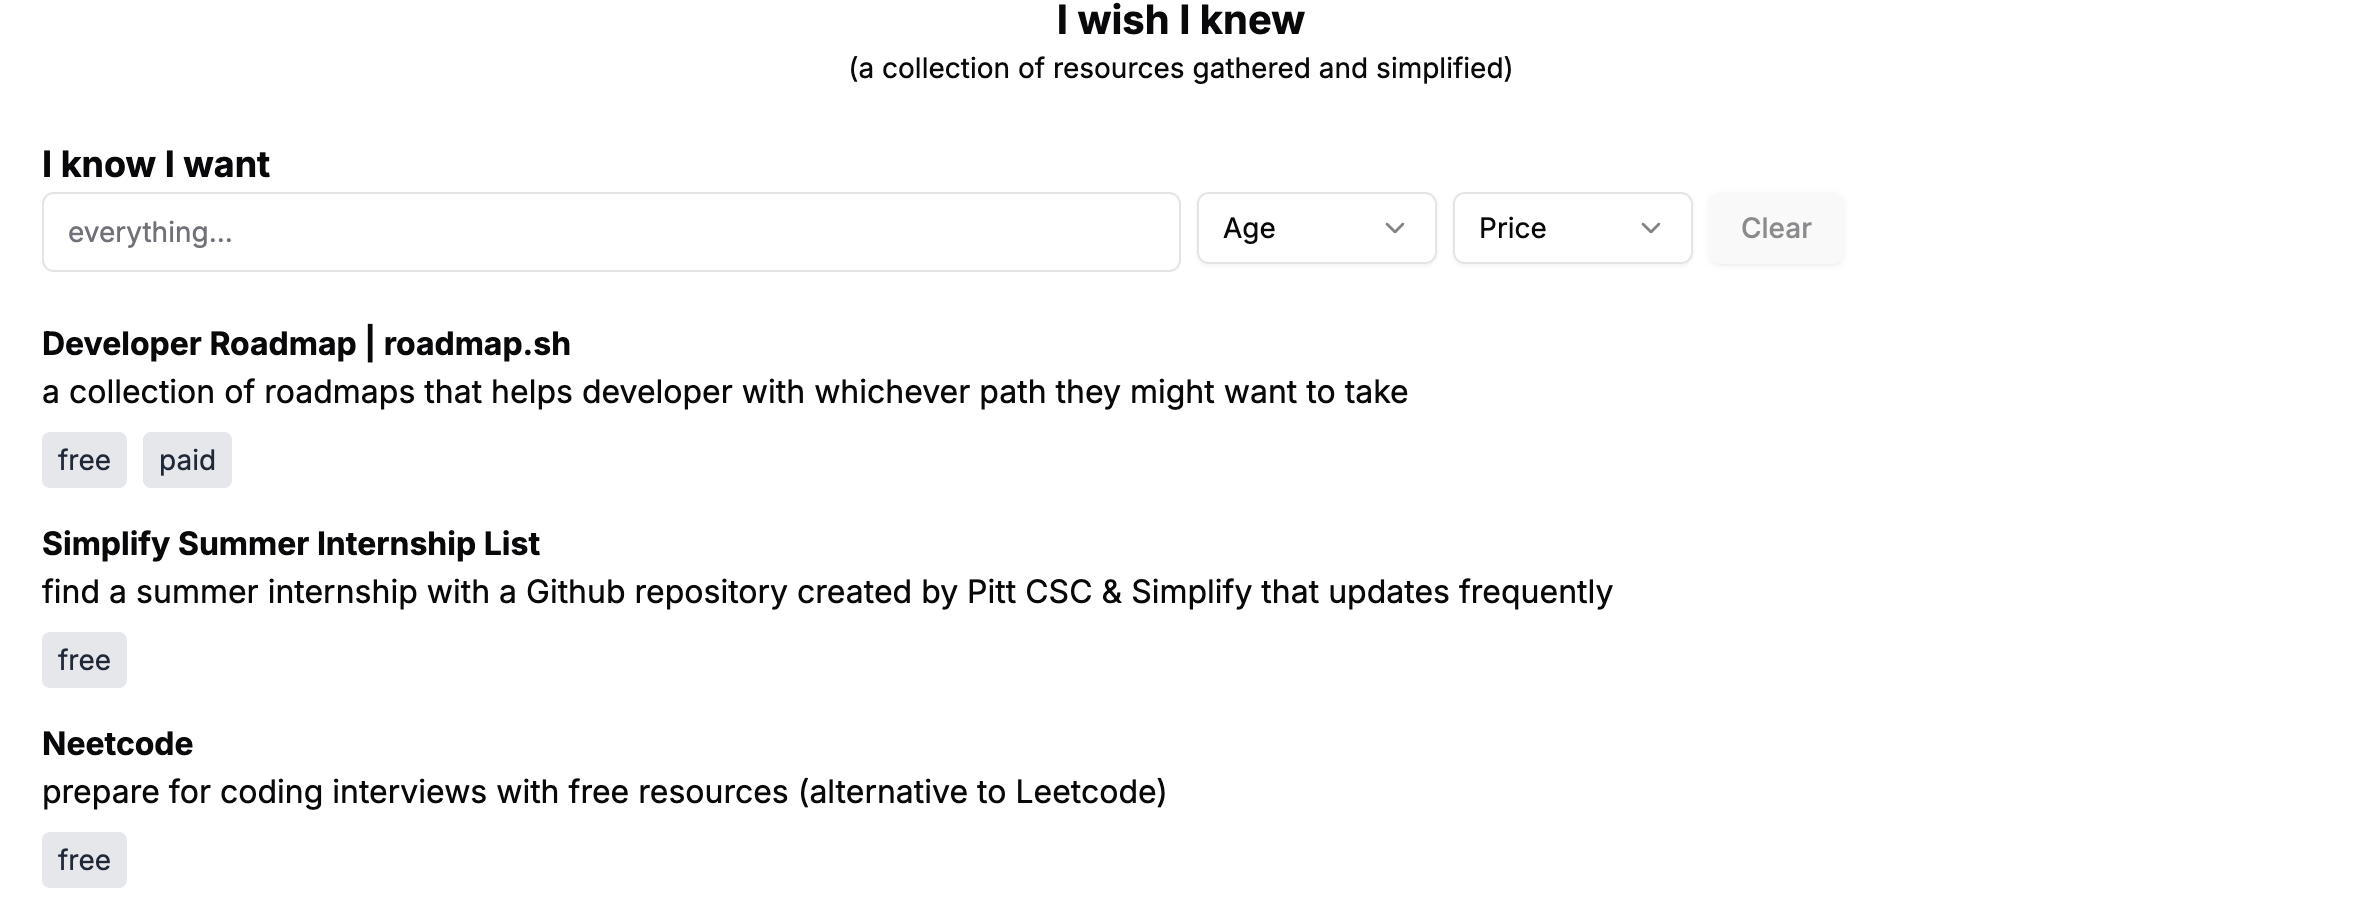 I wish I knew
(a collection of resources gathered and simplified)
I know I want
everything...
Age
Price
Clear
Developer Roadmap | roadmap.sh
a collection of roadmaps that helps developer with whichever path they might want to take
free
paid
Simplify Summer Internship List
find a summer internship with a Github repository created by Pitt CSC & Simplify that updates frequently
free
Neetcode
prepare for coding interviews with free resources (alternative to Leetcode)
free